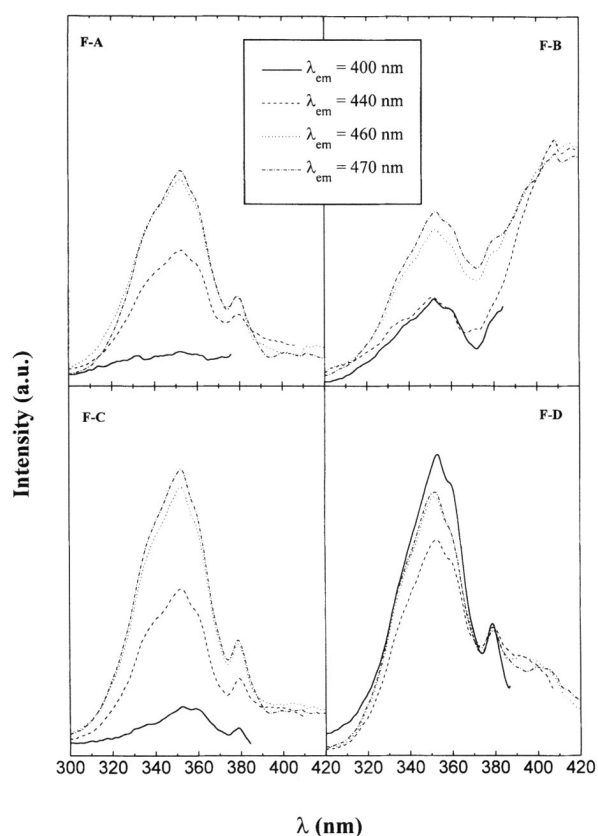 F-A
F-B
λem = 400 nm
λem = 440 nm
λem = 460 nm
λem = 470 nm
F-C
F-D
Intensity (a.u.)
300 320 340 360 380 400 420 340 360 380 400 420
λ (nm)